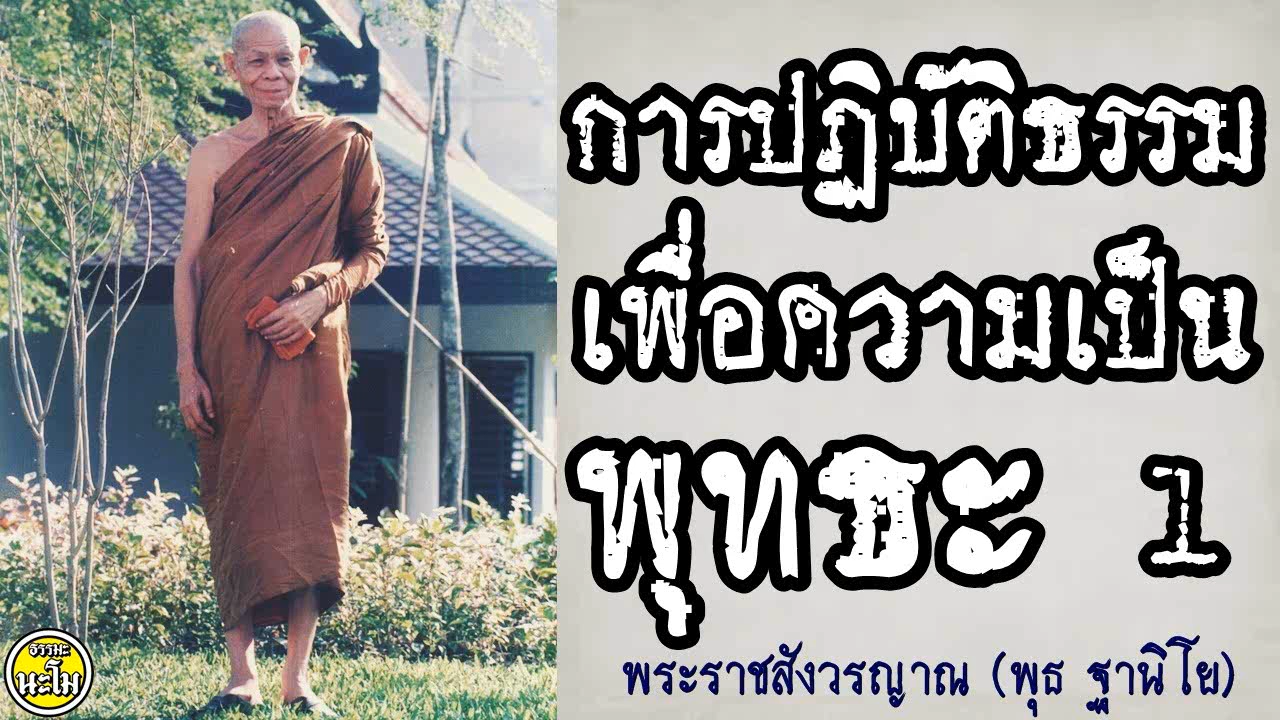 การปฏิบัติธรรม
เพื่อความเป็น
พุทธะ 1
พระราชสังวรญาณ (พุธ ฐานิโย)
ธรรมะ
นะโม